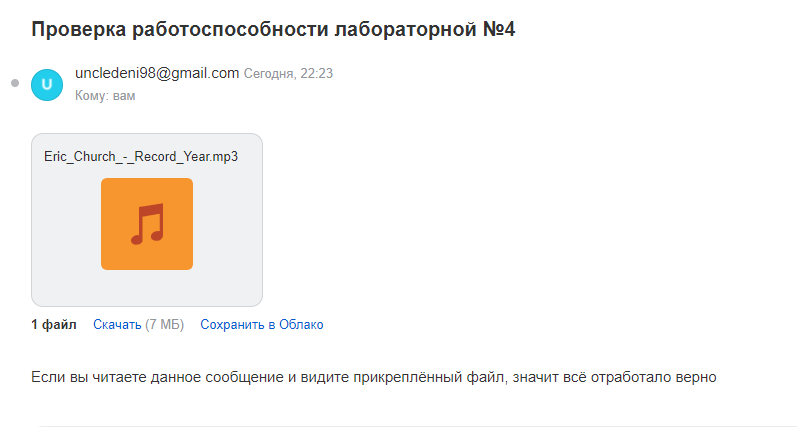 Проверка работоспособности лабораторной №4
U
uncledeni98@gmail.com Сегодня, 22:23
Кому: вам
Eric_Church_-_Record_Year.mp3
1 файл Скачать (7 МБ) Сохранить в Облако
Если вы читаете данное сообщение и видите прикреплённый файл, значит всё отработало верно